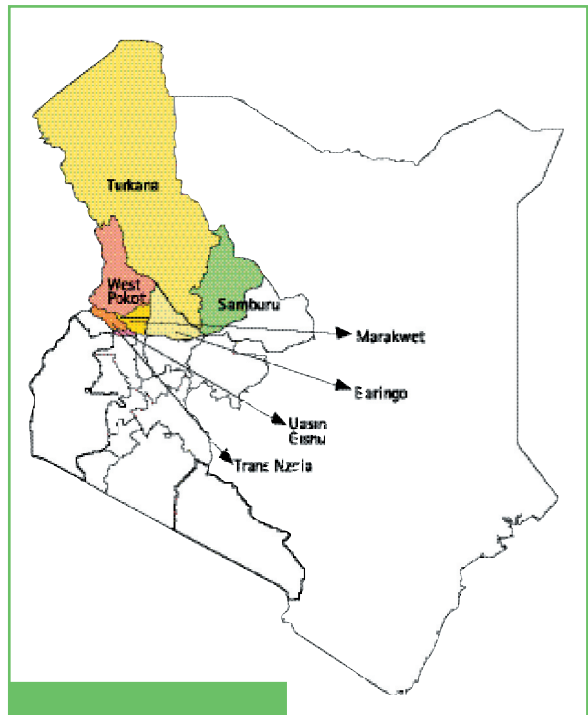 Turkana
West
Pokot
Samburu
Marakwet
Baringo
Uasin
Gishu
Trans Nzoia